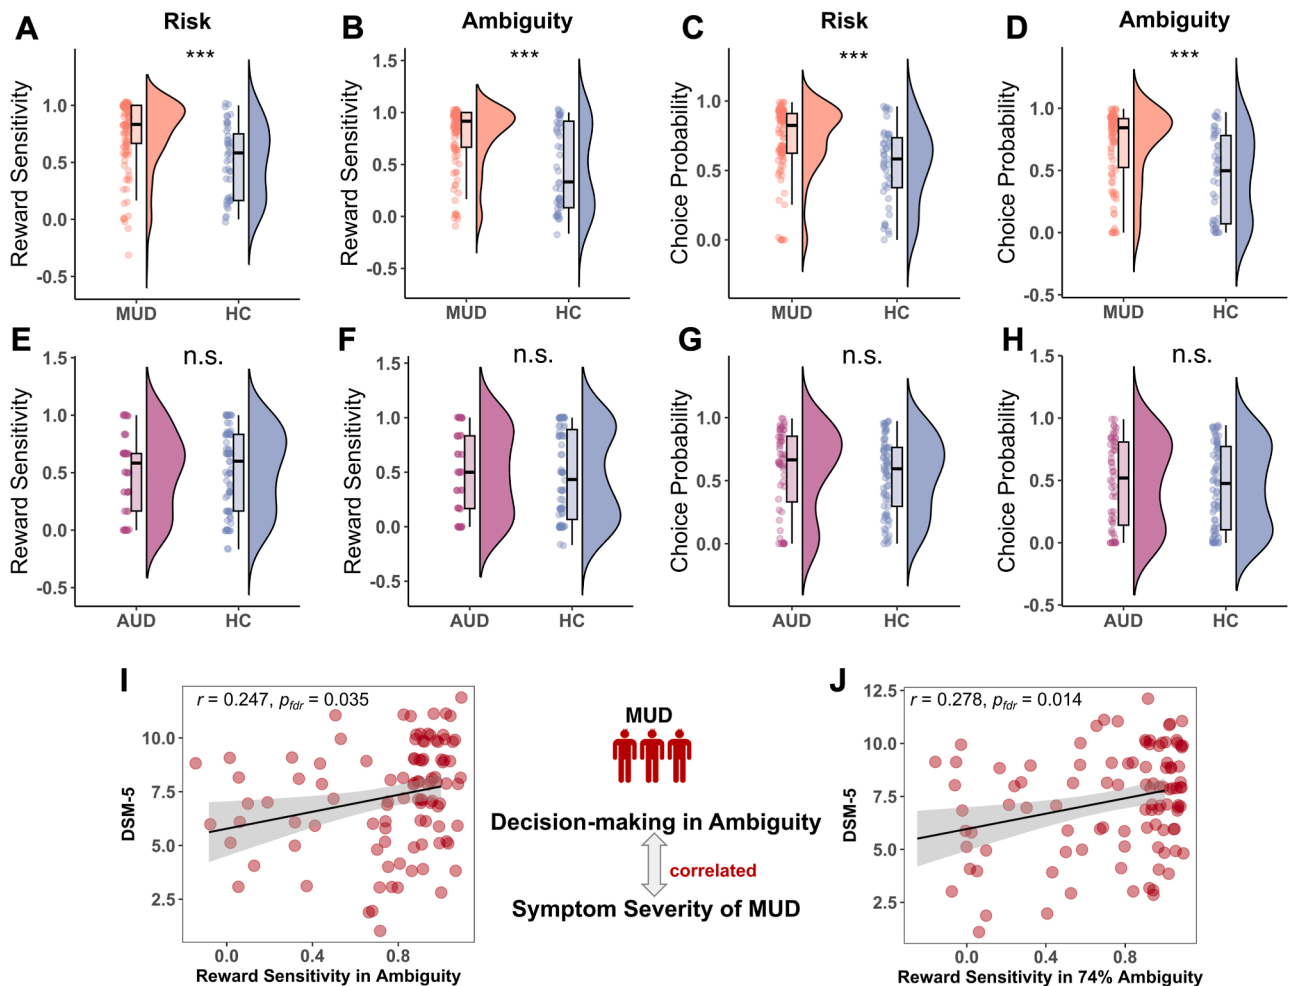 A
Risk
B
Ambiguity
C
Risk
D
Ambiguity
***
***
***
***
Reward Sensitivity
1.0
0.5
0.0
-0.5
MUD
HC
Reward Sensitivity
1.5
1.0
0.5
0.0
-0.5
MUD
HC
Choice Probability
1.0
0.5
0.0
MUD
HC
Choice Probability
1.5
1.0
0.5
0.0
-0.5
MUD
HC
E
F
G
H
n.s.
n.s.
n.s.
n.s.
Reward Sensitivity
1.5
1.0
0.5
0.0
-0.5
AUD
HC
Reward Sensitivity
1.5
1.0
0.5
0.0
-0.5
AUD
HC
Choice Probability
1.0
0.5
0.0
AUD
HC
Choice Probability
1.5
1.0
0.5
0.0
-0.5
AUD
HC
I
r = 0.247, pfdr = 0.035
DSM-5
10.0
7.5
5.0
2.5
0.0
0.4
0.8
Reward Sensitivity in Ambiguity
MUD
Decision-making in Ambiguity
correlated
Symptom Severity of MUD
J
r = 0.278, pfdr = 0.014
DSM-5
12.5
10.0
7.5
5.0
2.5
0.0
0.4
0.8
Reward Sensitivity in 74% Ambiguity